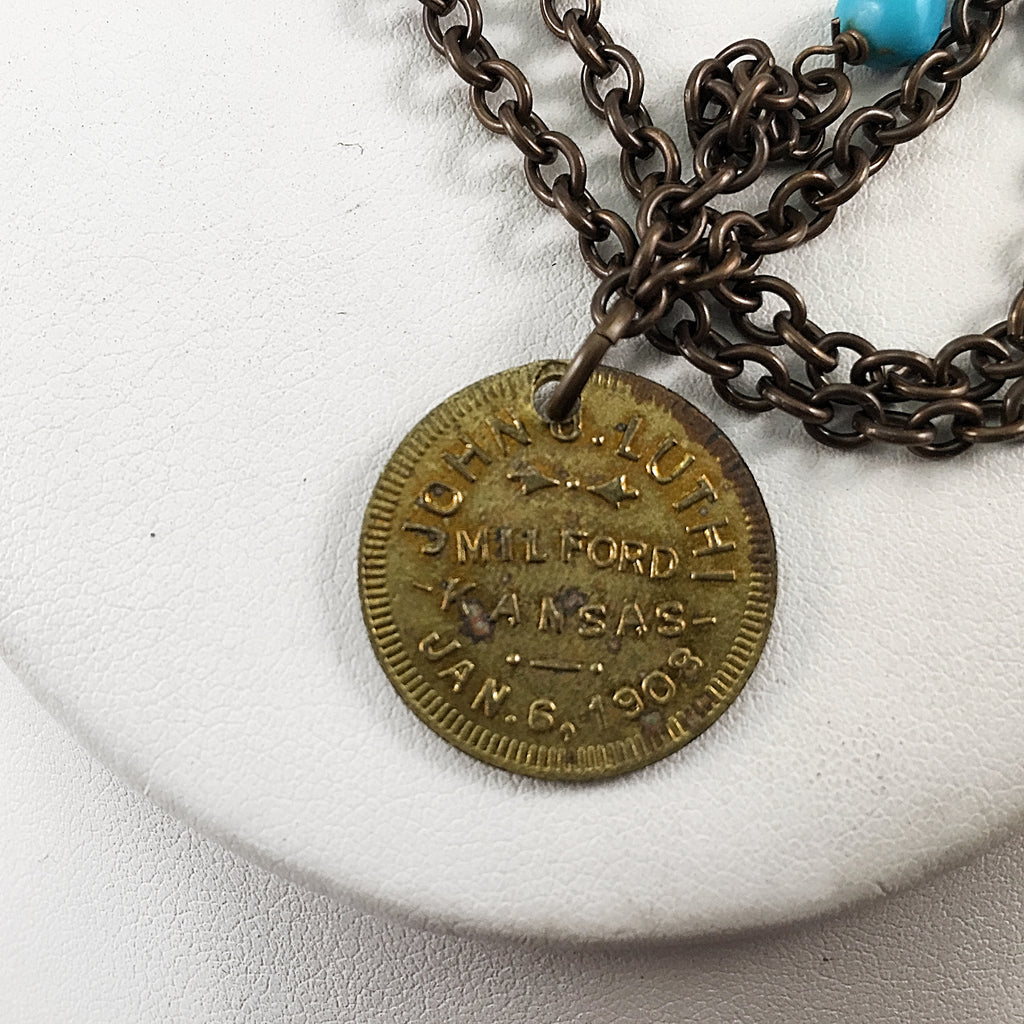 JOHN G. LUTHI
MILFORD
-KANSAS-
JAN. 6, 1903